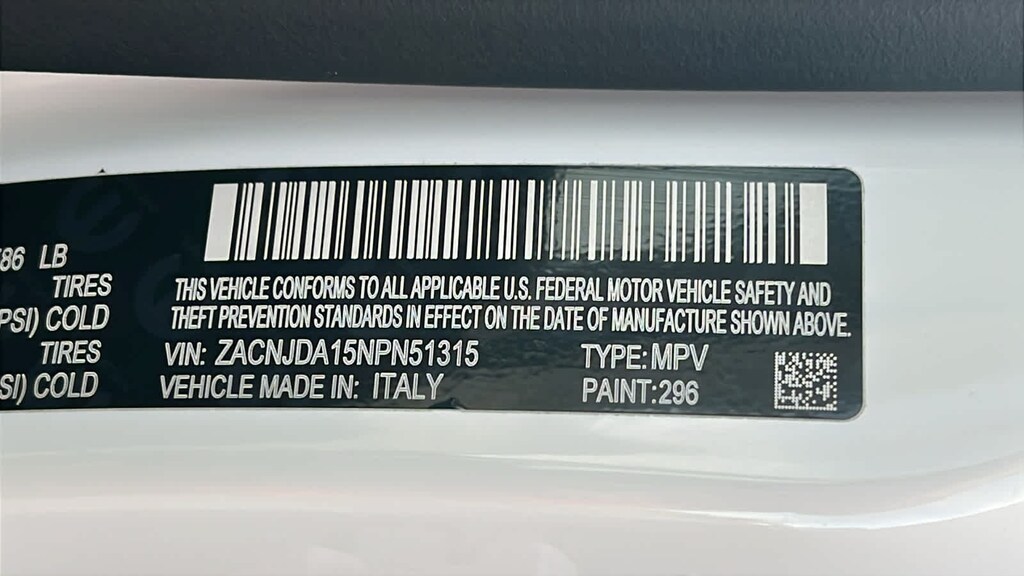 86 LB
TIRES
PSI) COLD
TIRES
SI) COLD
THIS VEHICLE CONFORMS TO ALL APPLICABLE U.S. FEDERAL MOTOR VEHICLE SAFETY AND
THEFT PREVENTION STANDARDS IN EFFECT ON THE DATE OF MANUFACTURE SHOWN ABOVE.
VIN: ZACNJDA15NPN51315 TYPE: MPV
VEHICLE MADE IN: ITALY PAINT:296